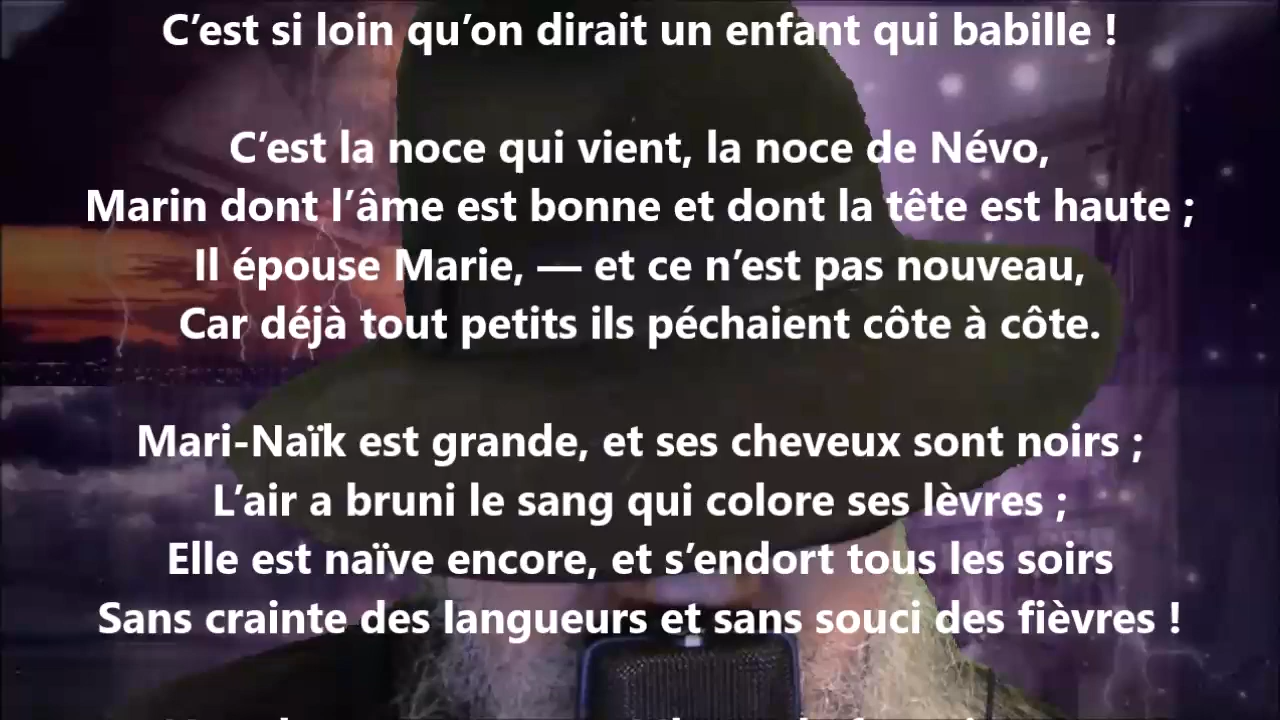 C’est si loin qu’on dirait un enfant qui babille !
C’est la noce qui vient, la noce de Névo,
Marin dont l’âme est bonne et dont la tête est haute ;
Il épouse Marie, — et ce n’est pas nouveau,
Car déjà tout petits ils péchaient côte à côte.
Mari-Naïk est grande, et ses cheveux sont noirs ;
L’air a bruni le sang qui colore ses lèvres ;
Elle est naïve encore, et s’endort tous les soirs
Sans crainte des langueurs et sans souci des fièvres !